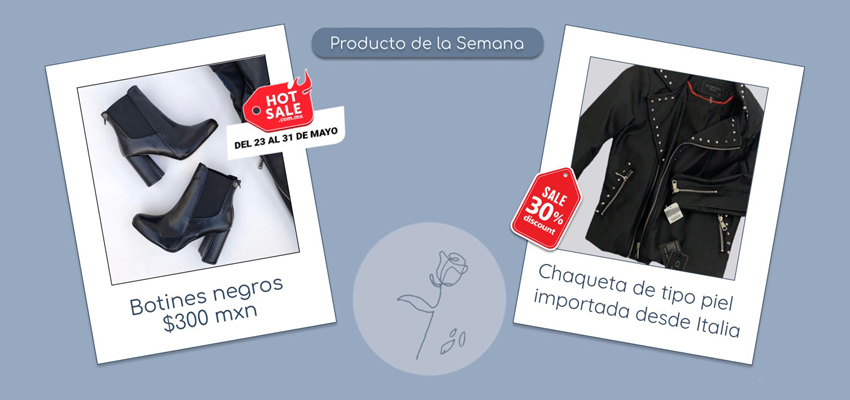 Producto de la Semana
HOT
SALE
.com.mx
DEL 23 AL 31 DE MAYO
Botines negros
$300 mxn
SALE
30%
discount
Chaqueta de tipo piel
importada desde Italia